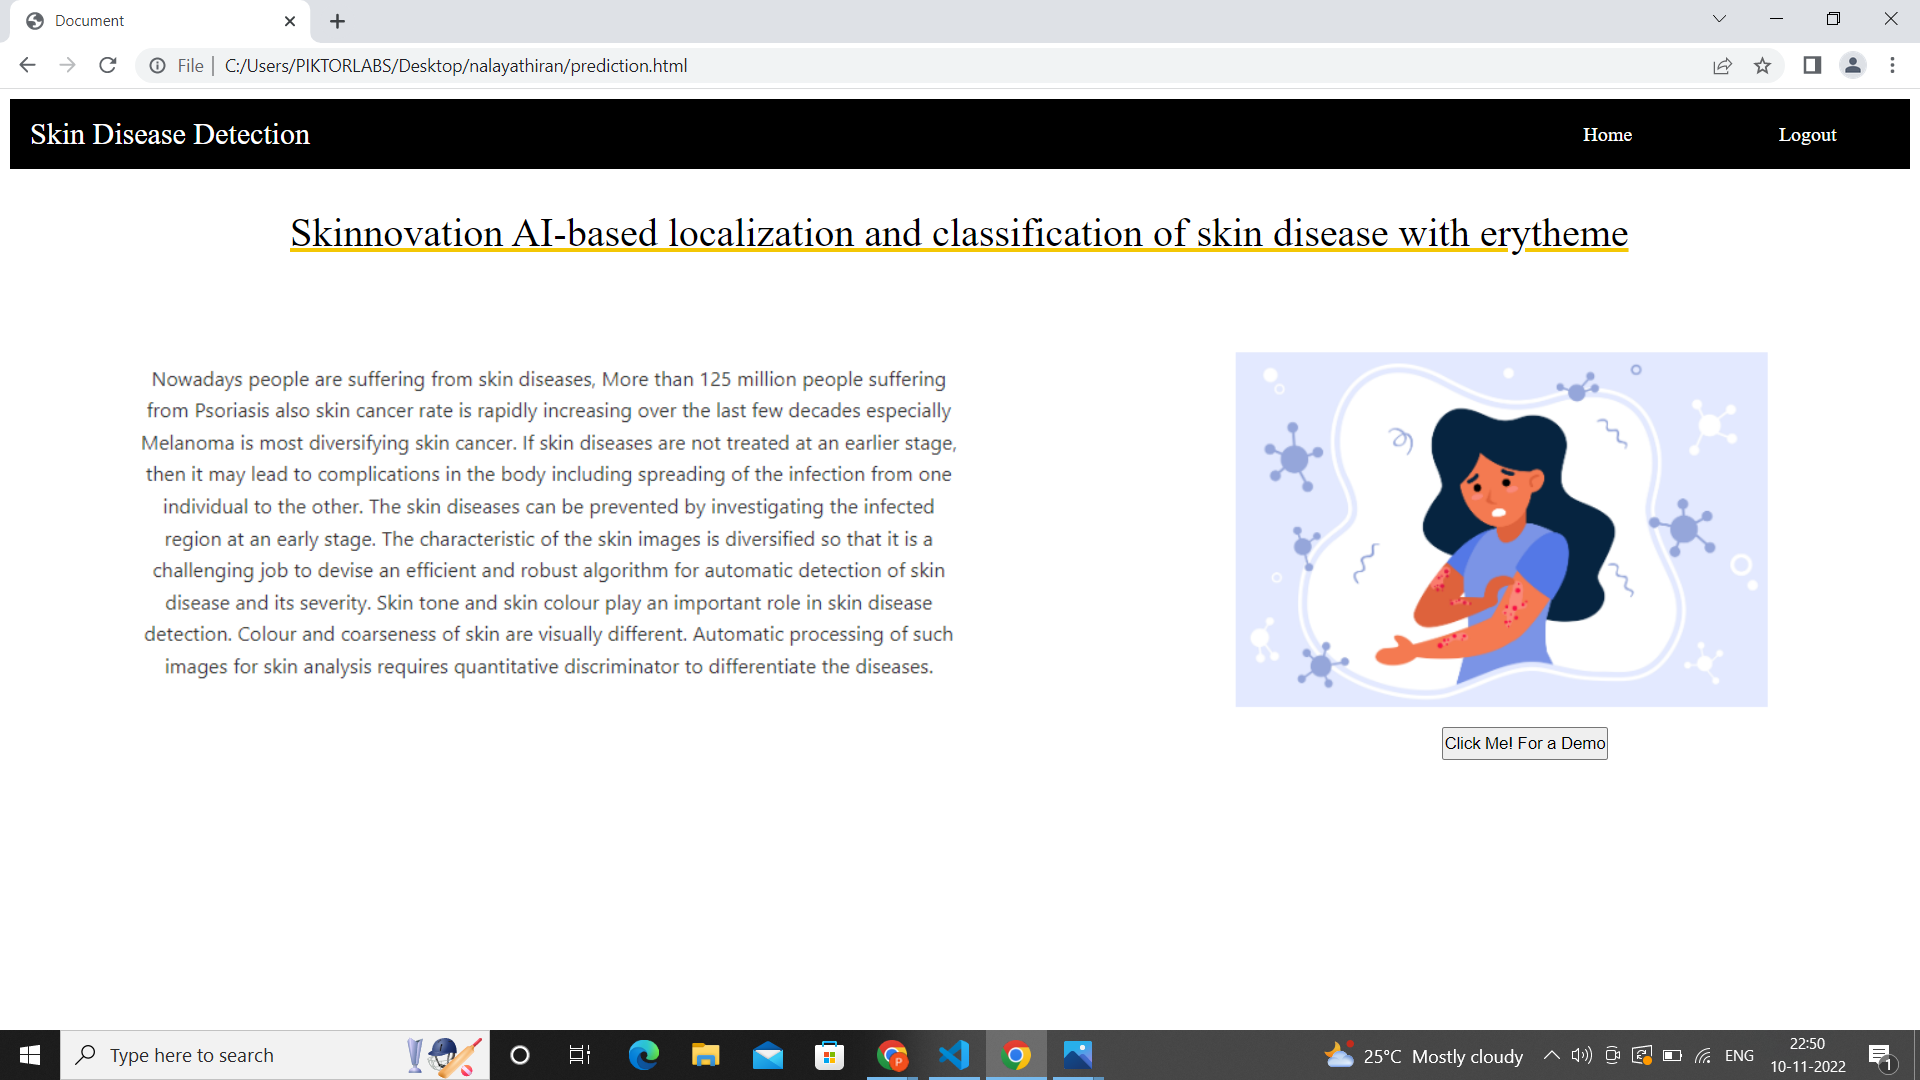 Document
File
C:/Users/PIKTORLABS/Desktop/nalayathiran/prediction.html
Skin Disease Detection
Home
Logout
Skinnovation AI-based localization and classification of skin disease with erytheme
Nowadays people are suffering from skin diseases, More than 125 million people suffering
from Psoriasis also skin cancer rate is rapidly increasing over the last few decades especially
Melanoma is most diversifying skin cancer. If skin diseases are not treated at an earlier stage,
then it may lead to complications in the body including spreading of the infection from one
individual to the other. The skin diseases can be prevented by investigating the infected
region at an early stage. The characteristic of the skin images is diversified so that it is a
challenging job to devise an efficient and robust algorithm for automatic detection of skin
disease and its severity. Skin tone and skin colour play an important role in skin disease
detection. Colour and coarseness of skin are visually different. Automatic processing of such
images for skin analysis requires quantitative discriminator to differentiate the diseases.
Click Me! For a Demo
Type here to search
P
25°C Mostly cloudy
ENG
22:50
10-11-2022
1